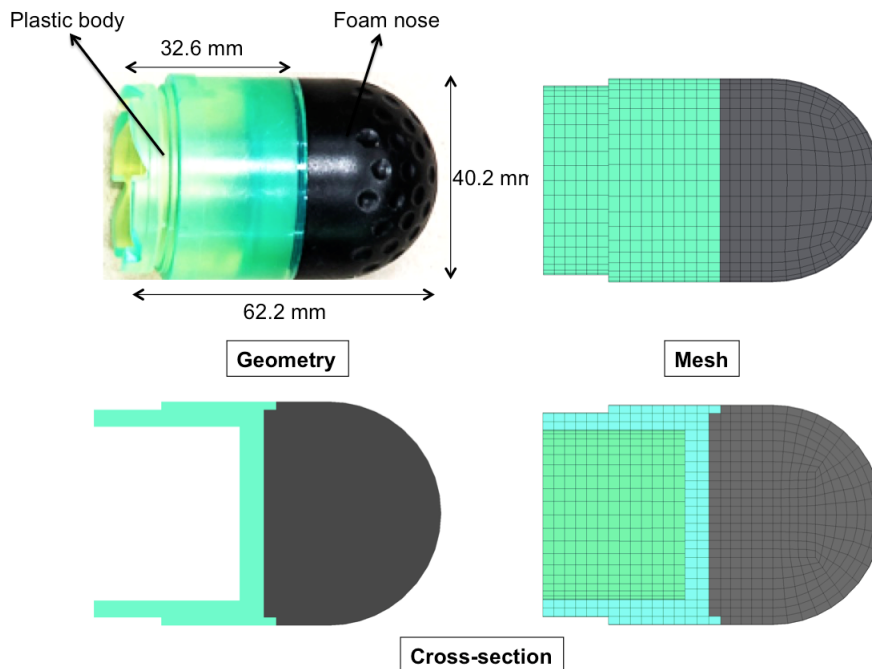 Plastic body
Foam nose
32.6 mm
40.2 mm
62.2 mm
Geometry
Mesh
Cross-section